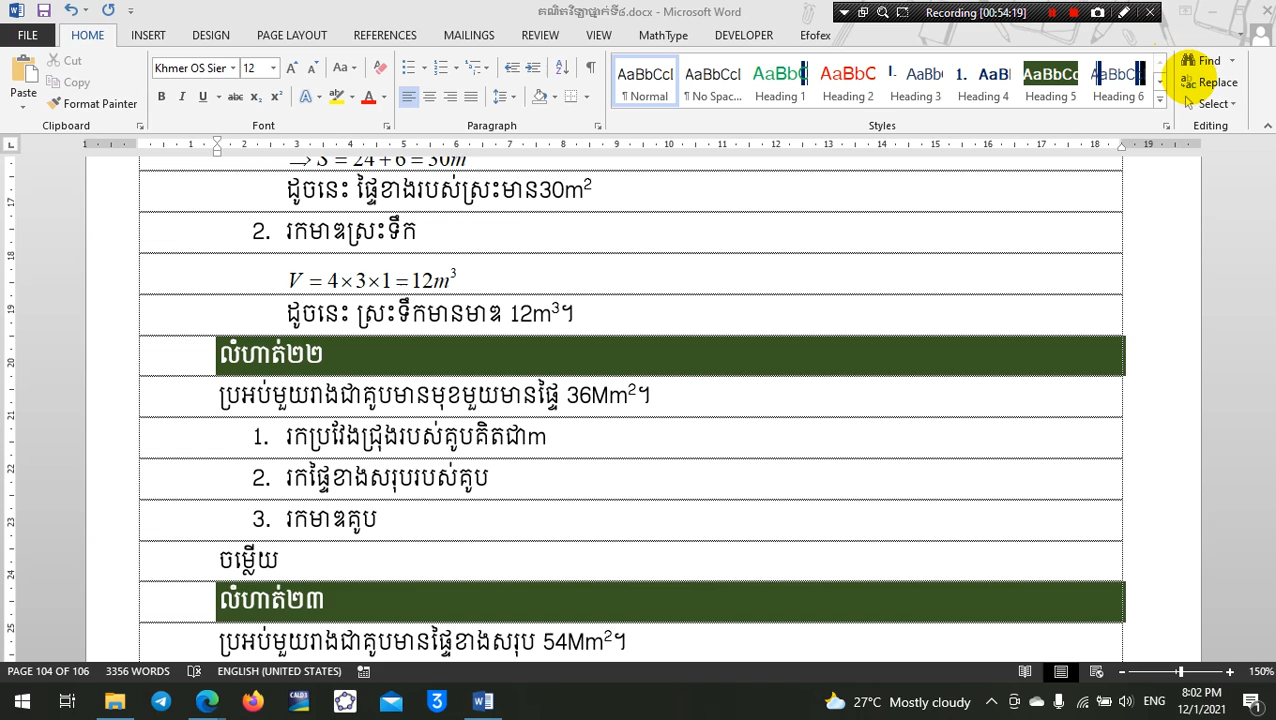 គណិតវិទ្យាថ្នាក់ទី៤.docx - Microsoft Word
Recording (00:54:19)
FILE HOME INSERT DESIGN PAGE LAYOUT REFERENCES MAILINGS REVIEW VIEW MathType DEVELOPER Efofex
Cut
Copy
Format Painter
Paste
Clipboard
Khmer OS Sier 12
Font
Paragraph
AaBbCcI AaBbCcI AaBbC AaBbCc AaBb 1. AaB AaBbCc AaBbC
¶ Normal ¶ No Spac... Heading 1 Heading 2 Heading 3 Heading 4 Heading 5 Heading 6
Styles
Find
Replace
Select
Editing
⇒ S = 24 + 6 = 30m
ដូចនេះ ផ្ទៃខាងរបស់ស្រះមាន30m²
2. រកមាឌស្រះទឹក
V = 4×3×1 = 12m³
ដូចនេះ ស្រះទឹកមានមាឌ 12m³។
លំហាត់២២
ប្រអប់មួយរាងជាគូបមានមុខមួយមានផ្ទៃ 36Mm²។
1. រកប្រវែងជ្រុងរបស់គូបគិតជាm
2. រកផ្ទៃខាងសរុបរបស់គូប
3. រកមាឌគូប
ចម្លើយ
លំហាត់២៣
ប្រអប់មួយរាងជាគូបមានផ្ទៃខាងសរុប 54Mm²។
PAGE 104 OF 106 3356 WORDS ENGLISH (UNITED STATES) 150%
27°C Mostly cloudy ENG 8:02 PM
12/1/2021